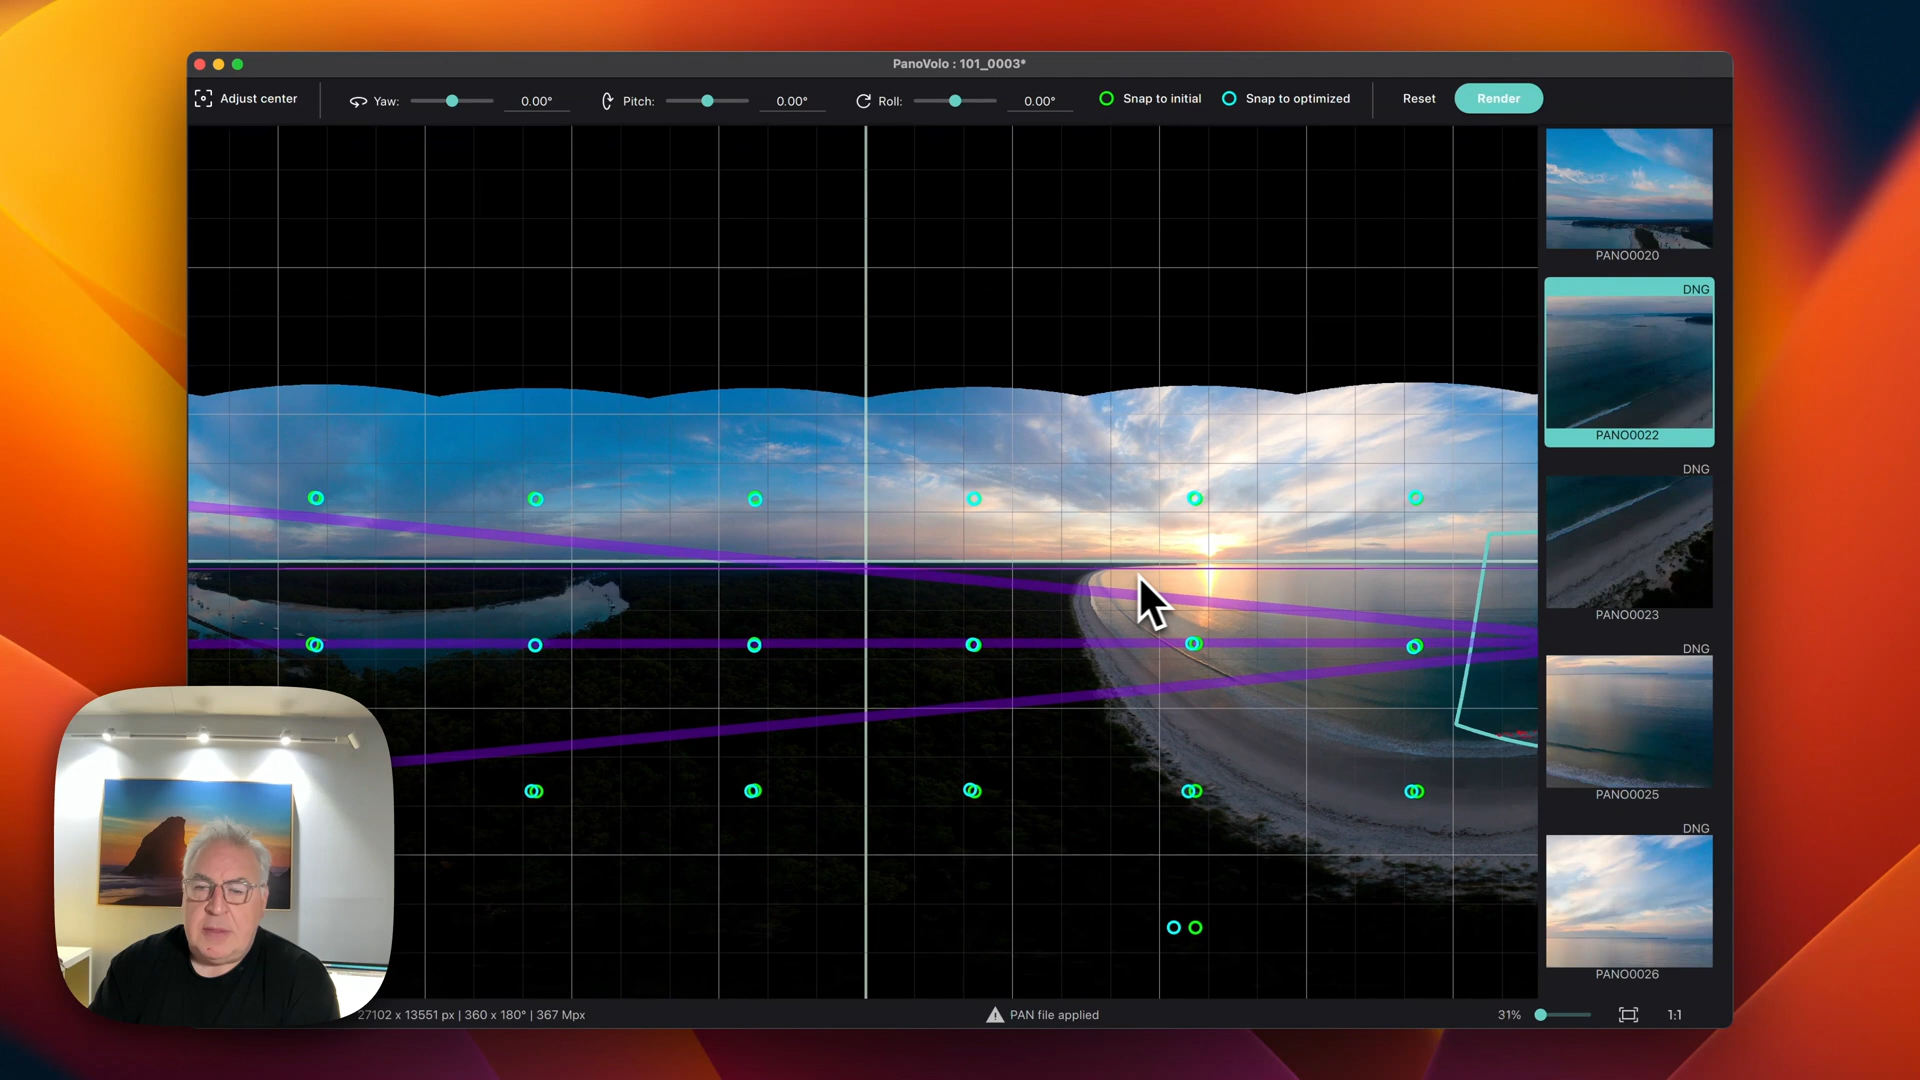 PanoVolo : 101_0003*
Adjust center
Yaw:
0.00°
Pitch:
0.00°
Roll:
0.00°
Snap to initial
Snap to optimized
Reset
Render
PANO0020
DNG
PANO0022
DNG
PANO0023
DNG
PANO0025
DNG
PANO0026
27102 x 13551 px | 360 x 180° | 367 Mpx
PAN file applied
31%
1:1